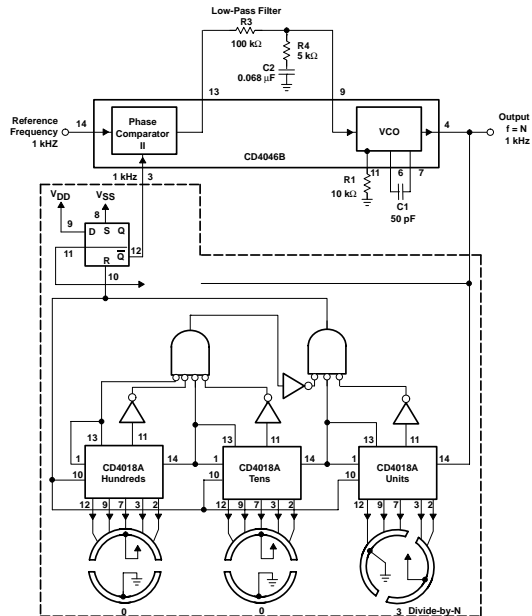 Low-Pass Filter
R3
100 kΩ
R4
5 kΩ
C2
0.068 μF
13
9
Reference
Frequency
1 kHZ
14
Phase
Comparator
II
VCO
4
Output
f = N
1 kHZ
CD4046B
1 kHz
3
R1
10 kΩ
11
6
7
C1
50 pF
VDD
VSS
9
8
D
S
Q
11
Q
12
R
10
13
11
13
11
13
11
1
14
1
14
1
14
10
CD4018A
Hundreds
10
CD4018A
Tens
10
CD4018A
Units
12
9
7
3
2
12
9
7
3
2
12
9
7
3
2
0
0
3
Divide-by-N